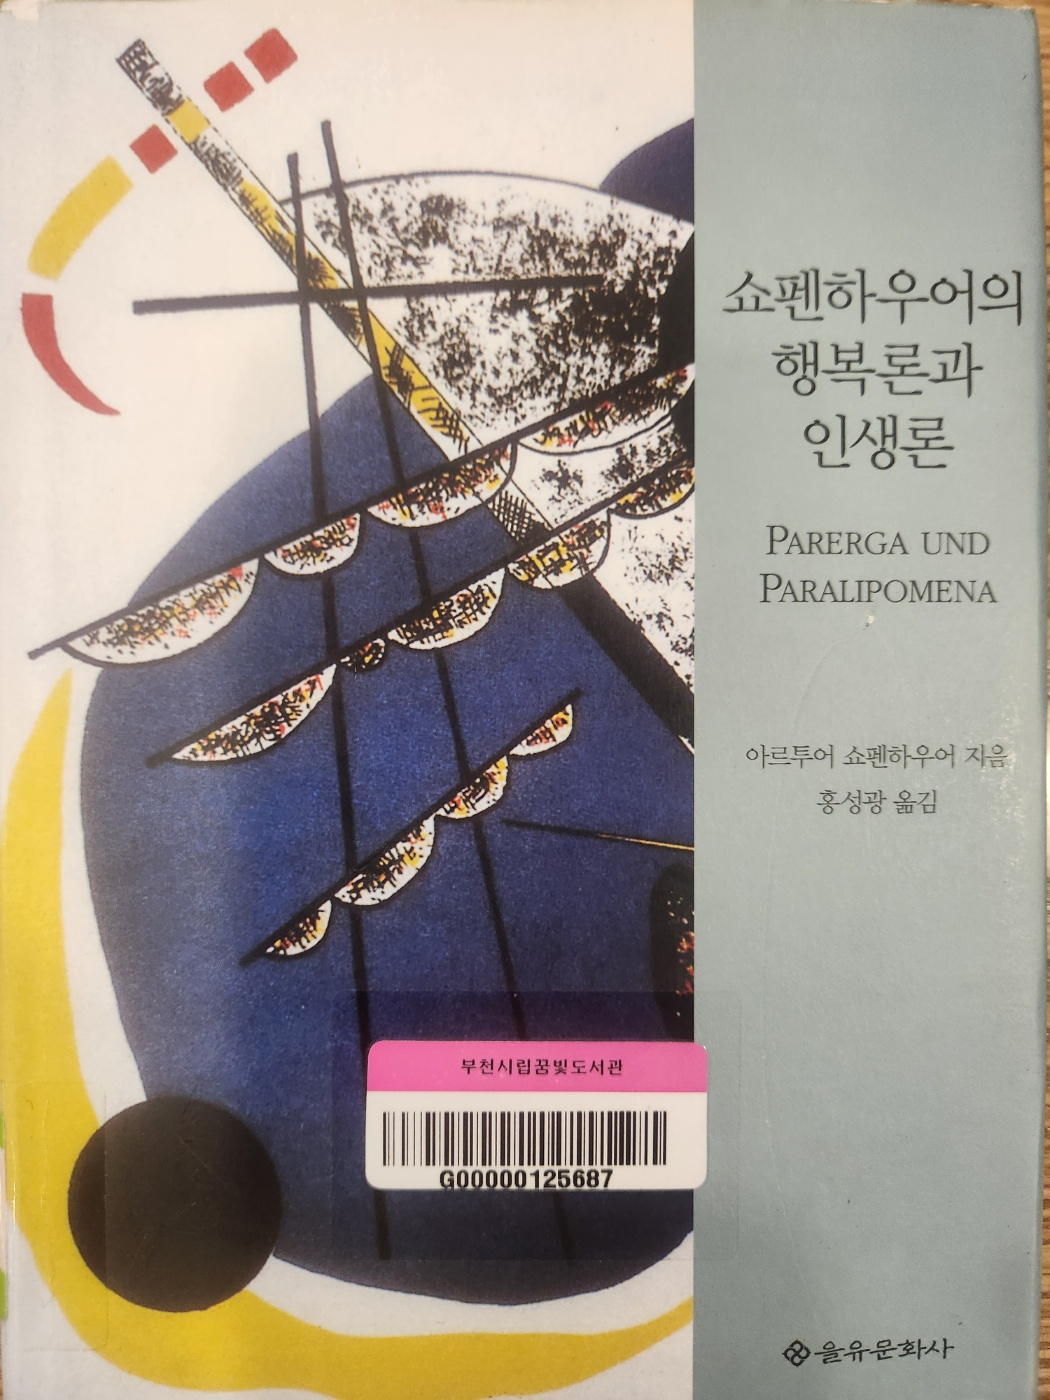 쇼펜하우어의
행복론과
인생론
PARERGA UND
PARALIPOMENA
아르투어 쇼펜하우어 지음
홍성광 옮김
부천시립꿈빛도서관
G00000125687
을유문화사